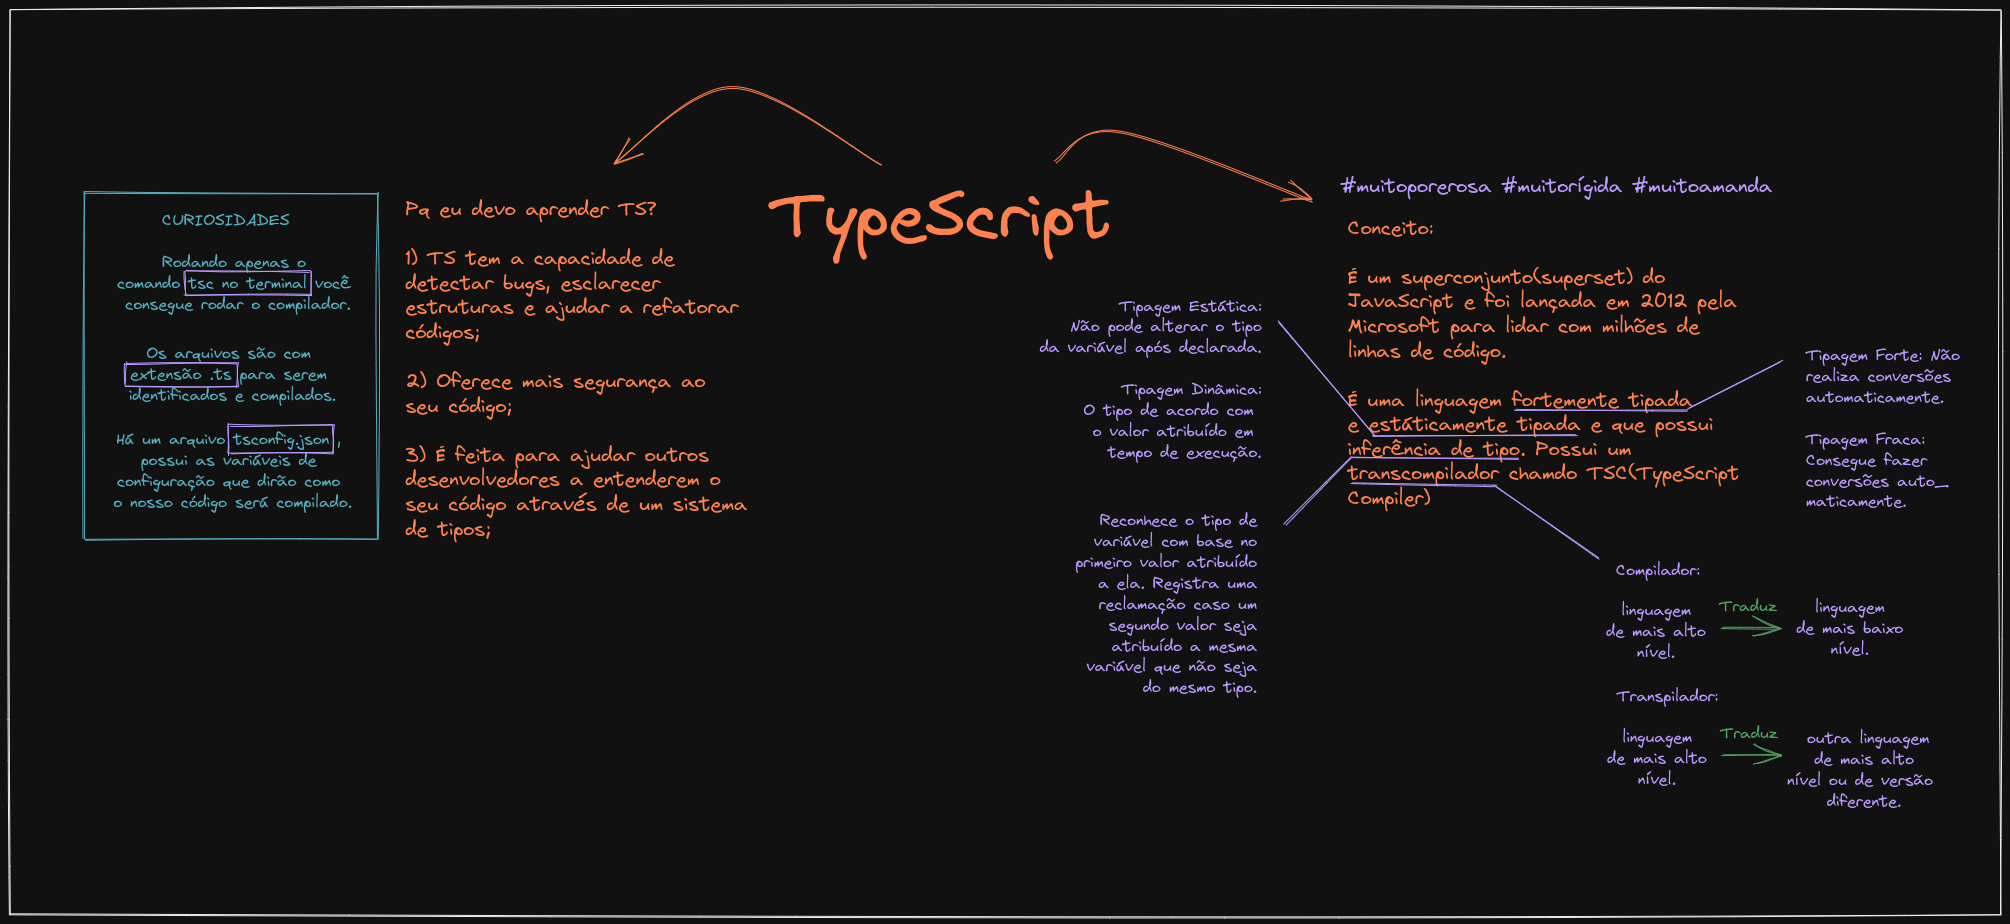 TypeScript
CURIOSIDADES
Rodando apenas o
comando tsc no terminal você
consegue rodar o compilador.
Os arquivos são com
extensão .ts para serem
identificados e compilados.
Há um arquivo tsconfig.json ,
possui as variáveis de
configuração que dirão como
o nosso código será compilado.
Pq eu devo aprender TS?
1) TS tem a capacidade de
detectar bugs, esclarecer
estruturas e ajudar a refatorar
códigos;
2) Oferece mais segurança ao
seu código;
3) É feita para ajudar outros
desenvolvedores a entenderem o
seu código através de um sistema
de tipos;
#muitoporerosa #muitorígida #muitoamanda
Conceito:
É um superconjunto(superset) do
JavaScript e foi lançada em 2012 pela
Microsoft para lidar com milhões de
linhas de código.
É uma linguagem fortemente tipada
e estáticamente tipada e que possui
inferência de tipo. Possui um
transcompilador chamdo TSC(TypeScript
Compiler)
Tipagem Estática:
Não pode alterar o tipo
da variável após declarada.
Tipagem Dinâmica:
O tipo de acordo com
o valor atribuído em
tempo de execução.
Reconhece o tipo de
variável com base no
primeiro valor atribuído
a ela. Registra uma
reclamação caso um
segundo valor seja
atribuído a mesma
variável que não seja
do mesmo tipo.
Tipagem Forte: Não
realiza conversões
automaticamente.
Tipagem Fraca:
Consegue fazer
conversões auto_
maticamente.
Compilador:
linguagem
de mais alto
nível.
Traduz
linguagem
de mais baixo
nível.
Transpilador:
linguagem
de mais alto
nível.
Traduz
outra linguagem
de mais alto
nível ou de versão
diferente.